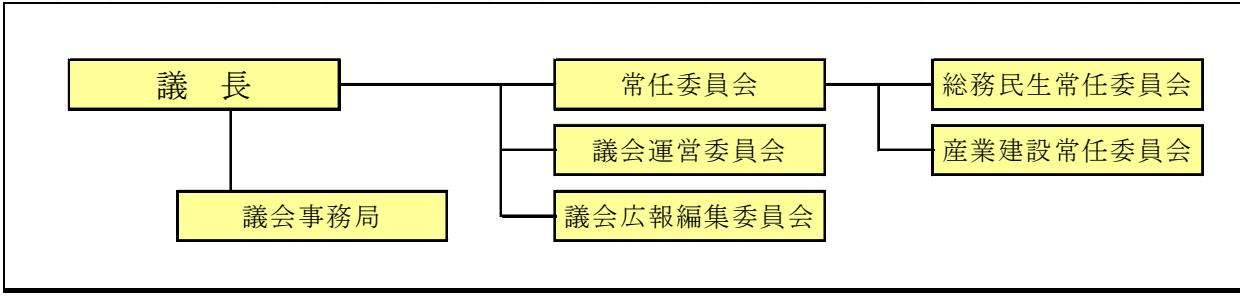 議　長
常任委員会
総務民生常任委員会
議会運営委員会
産業建設常任委員会
議会事務局
議会広報編集委員会